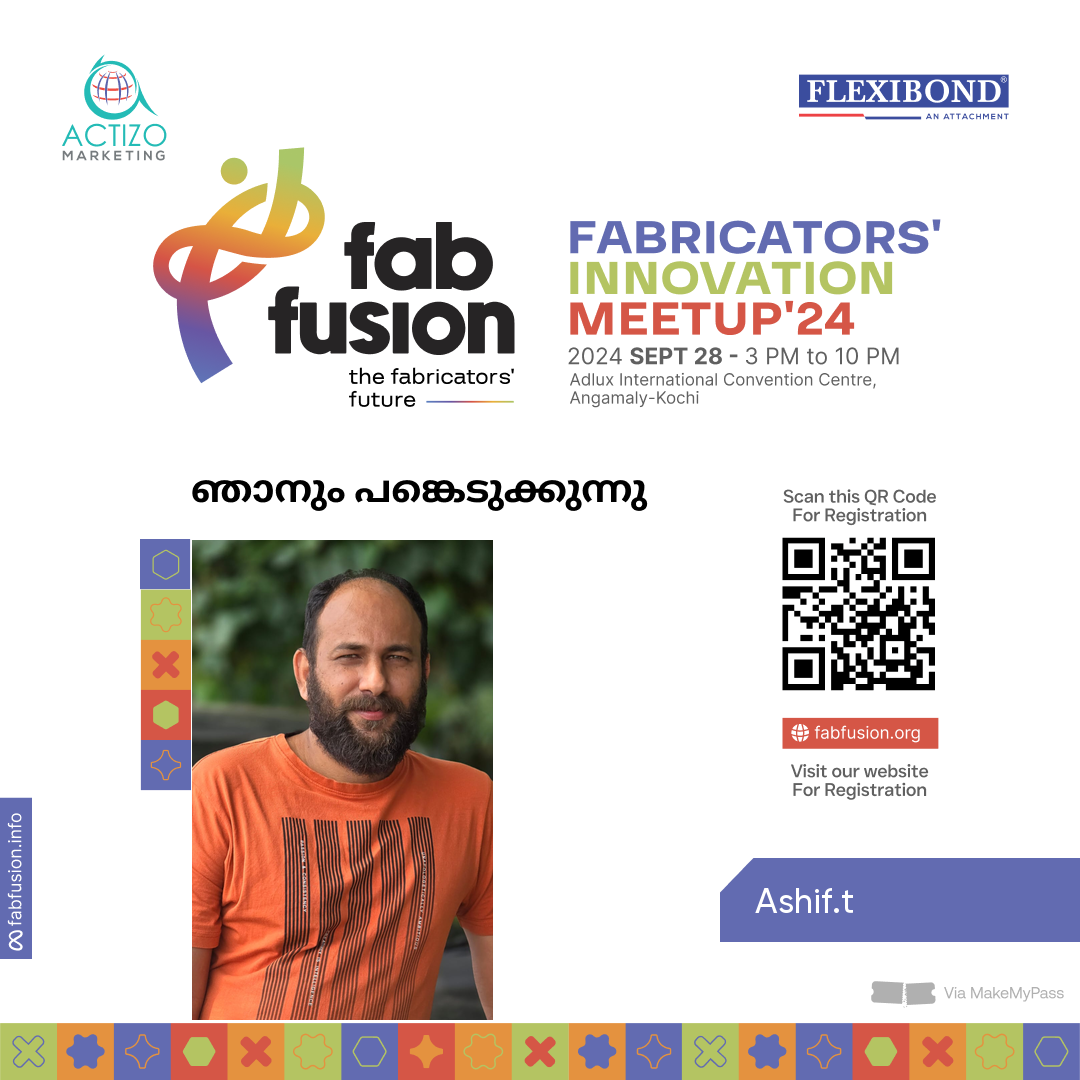 ACTIZO
MARKETING
FLEXIBOND®
AN ATTACHMENT
fab
fusion
the fabricators'
future
FABRICATORS'
INNOVATION
MEETUP'24
2024 SEPT 28 - 3 PM to 10 PM
Adlux International Convention Centre,
Angamaly-Kochi
ഞാനും പങ്കെടുക്കുന്നു
Scan this QR Code
For Registration
fabfusion.org
Visit our website
For Registration
fabfusion.info
Ashif.t
Via MakeMyPass